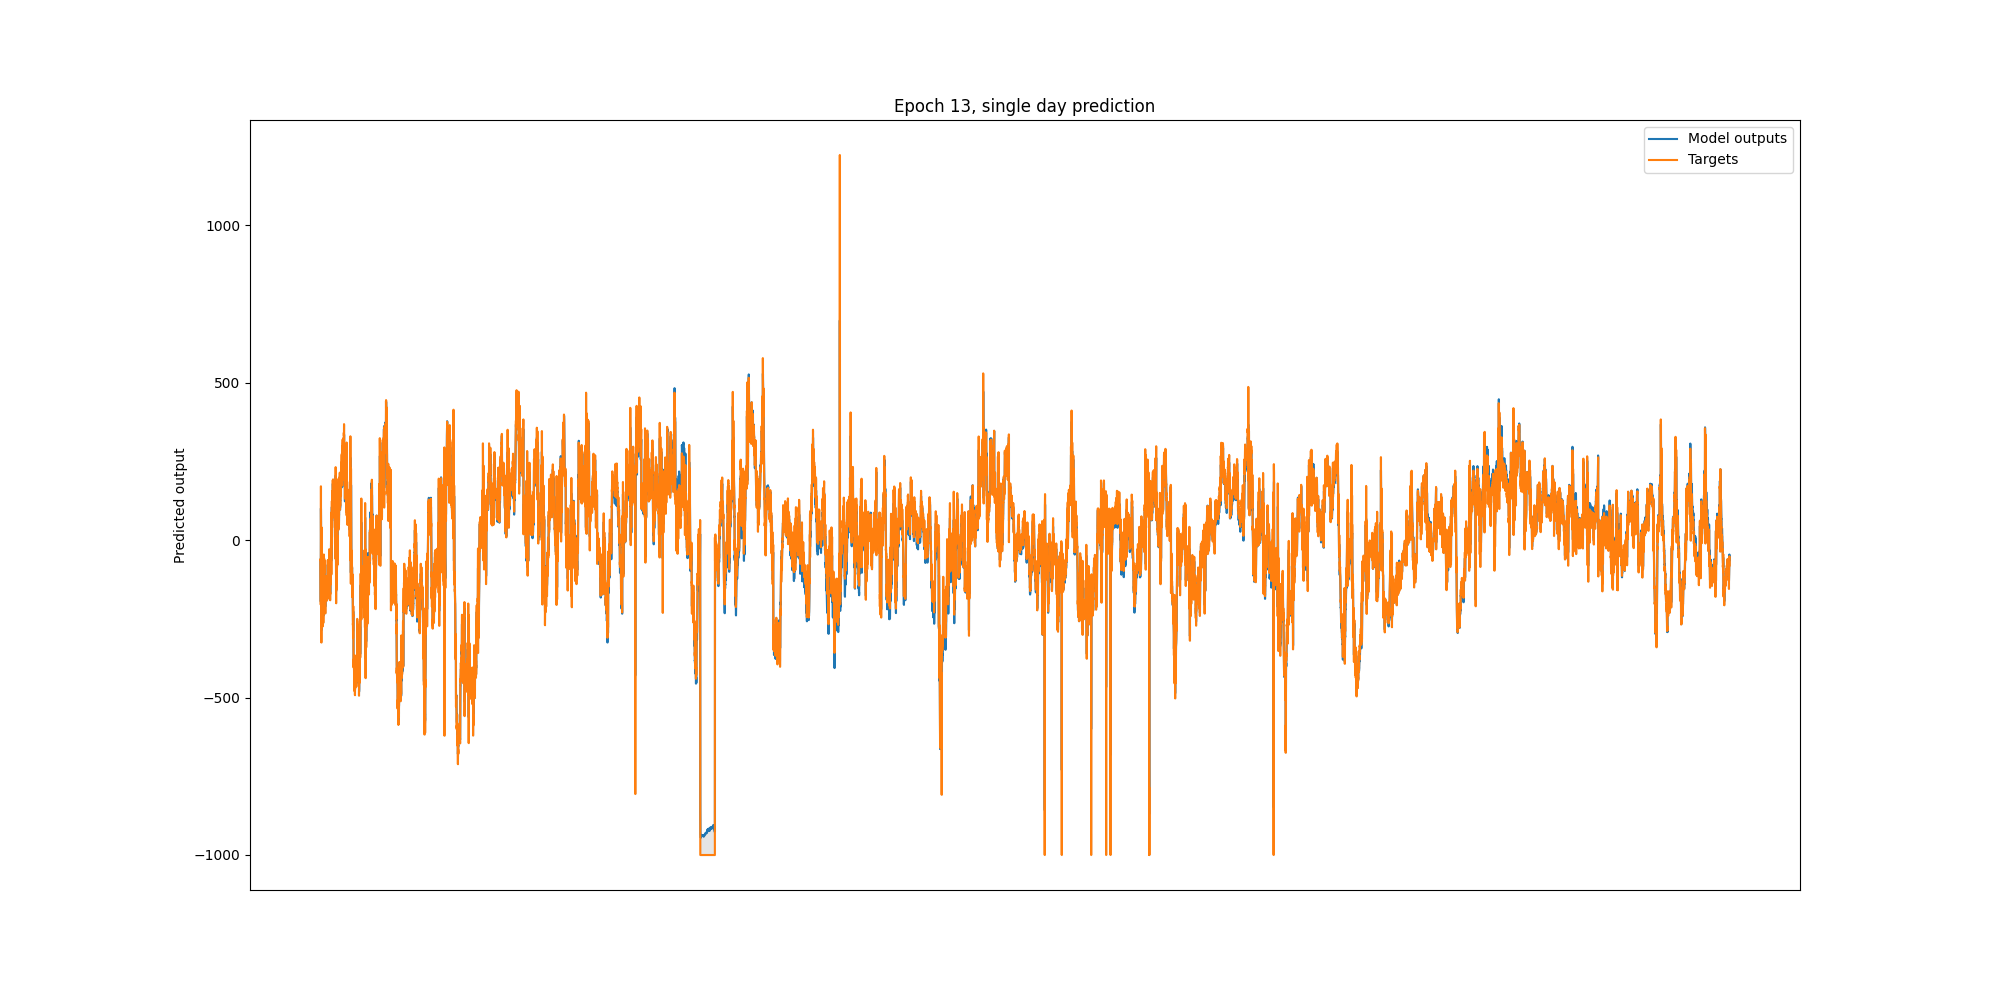 Epoch 13, single day prediction
Model outputs
Targets
1000
500
0
−500
−1000
Predicted output